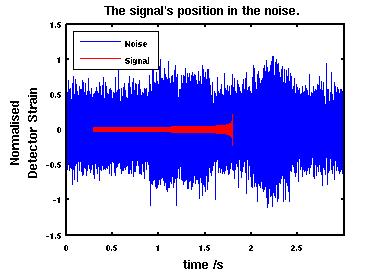 The signal's position in the noise.
Noise
Signal
Normalised
Detector Strain
1.5
1
0.5
0
-0.5
-1
-1.5
0 0.5 1 1.5 2 2.5
time /s